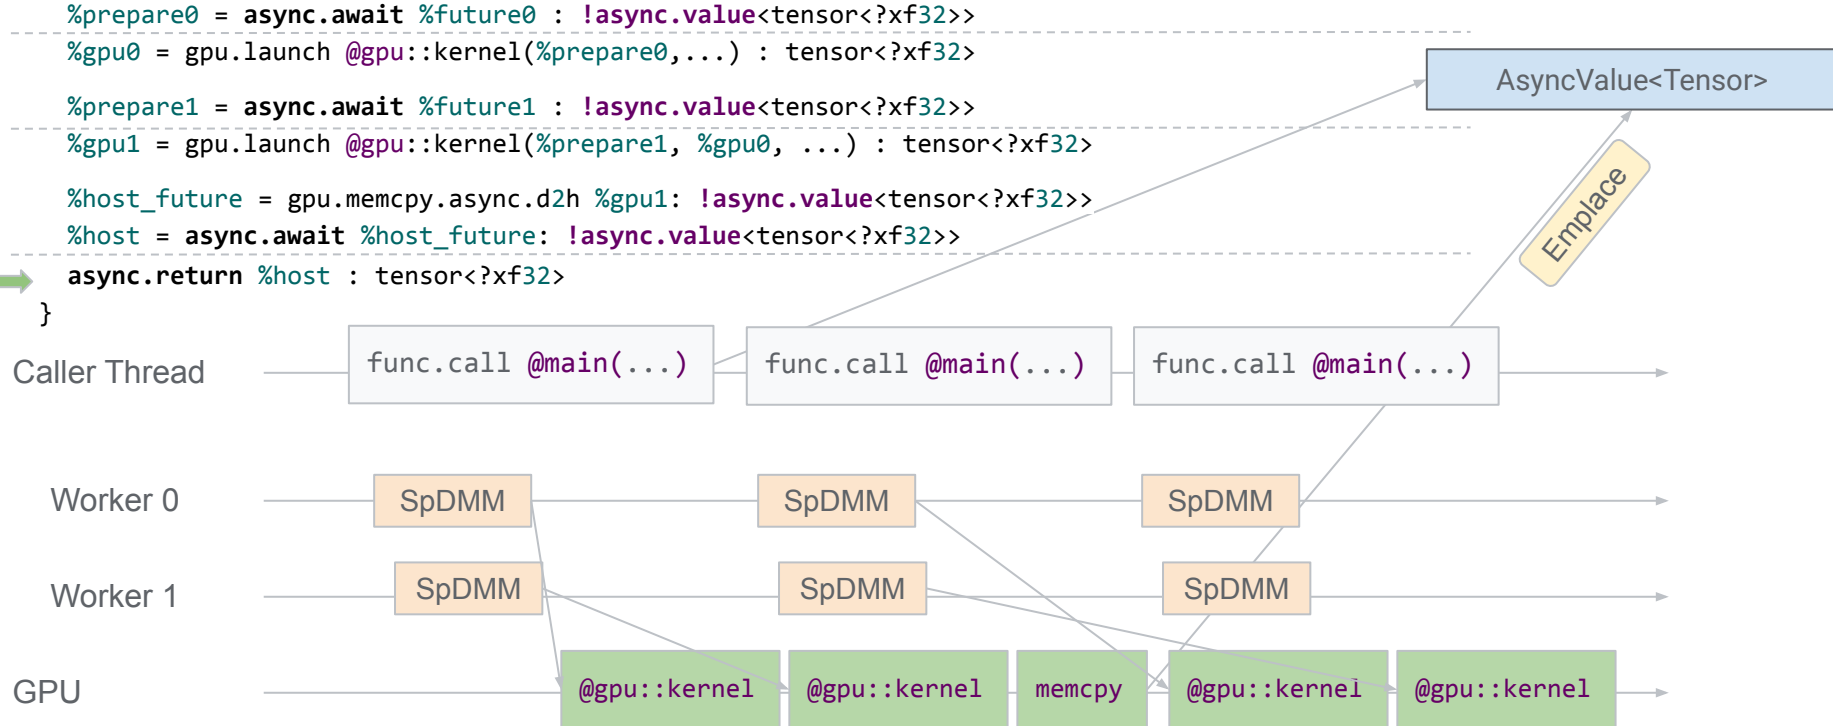 %prepare0 = async.await %future0 : !async.value<tensor<?xf32>>
%gpu0 = gpu.launch @gpu::kernel(%prepare0,...) : tensor<?xf32>
AsyncValue<Tensor>
%prepare1 = async.await %future1 : !async.value<tensor<?xf32>>
%gpu1 = gpu.launch @gpu::kernel(%prepare1, %gpu0, ...) : tensor<?xf32>
%host_future = gpu.memcpy.async.d2h %gpu1: !async.value<tensor<?xf32>>
Emplace
%host = async.await %host_future: !async.value<tensor<?xf32>>
async.return %host : tensor<?xf32>
}
Caller Thread
func.call @main(...)
func.call @main(...)
func.call @main(...)
Worker 0
SpDMM
SpDMM
SpDMM
Worker 1
SpDMM
SpDMM
SpDMM
GPU
@gpu::kernel
@gpu::kernel
memcpy
@gpu::kernel
@gpu::kernel